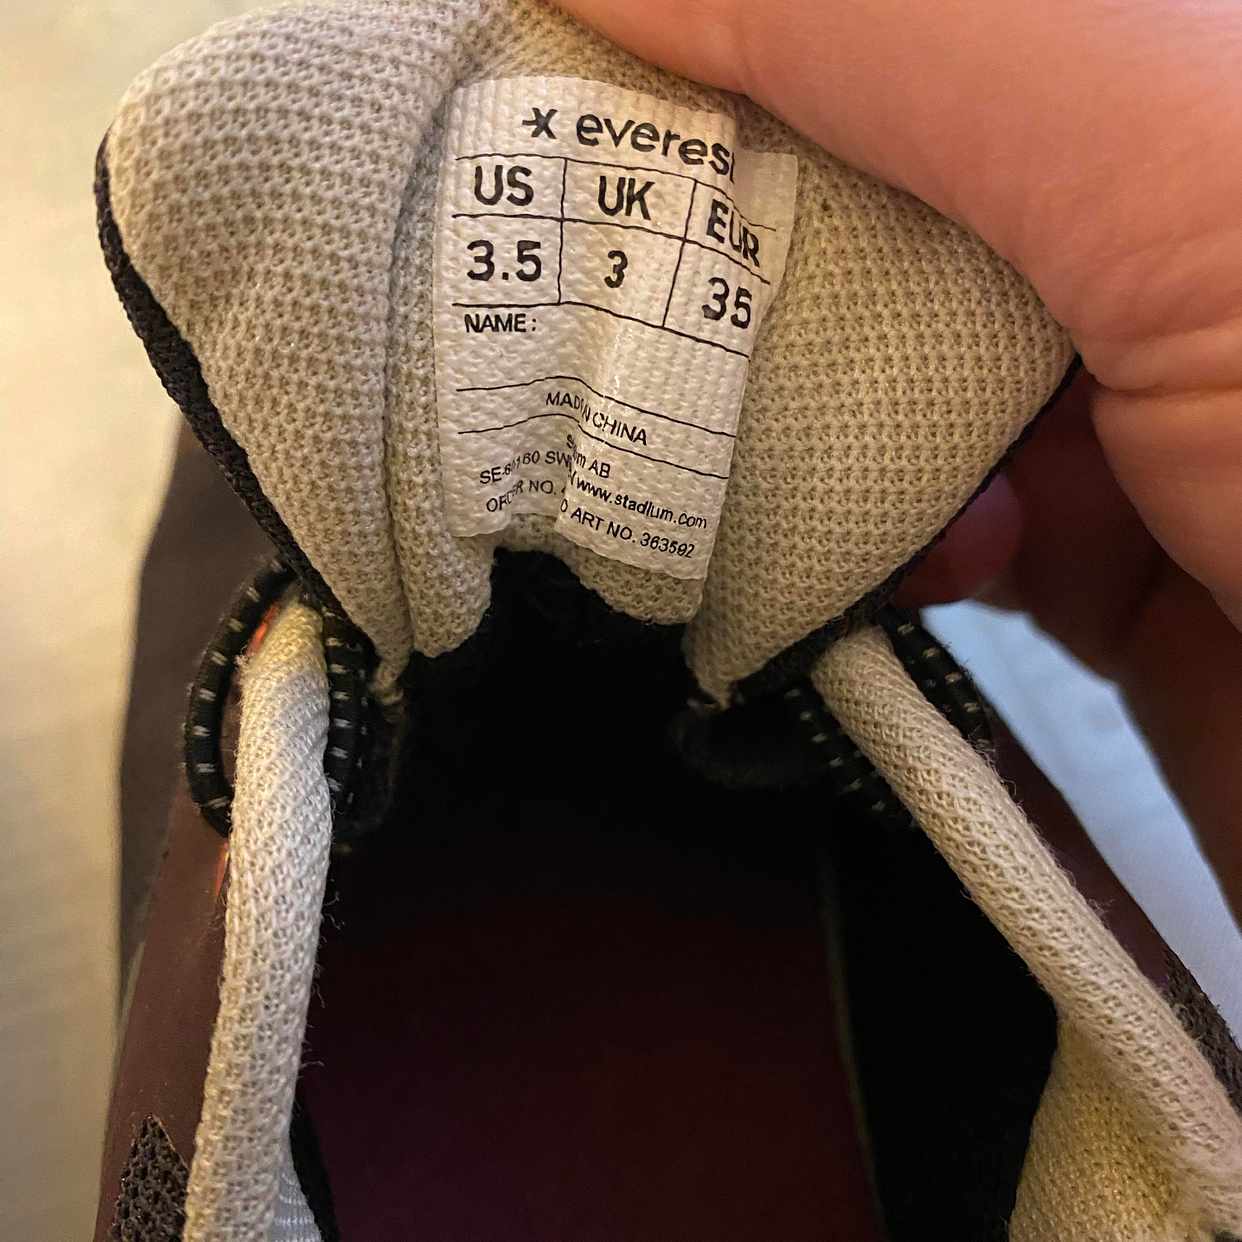 everest
US UK EUR
3.5 3 35
NAME:
MADE IN CHINA
AB
www.stadium.com
ART NO. 363592